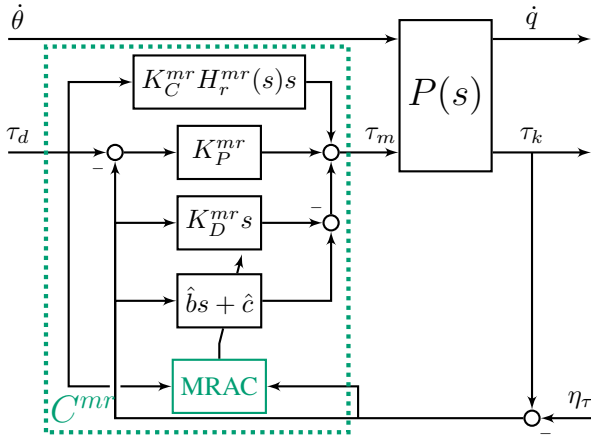 θ̇ q̇
K_C^{mr} H_r^{mr}(s)s P(s)
τ_d K_P^{mr} τ_m τ_k
−
K_D^{mr} s −
b̂s + ĉ
MRAC
C^{mr} η_τ
−